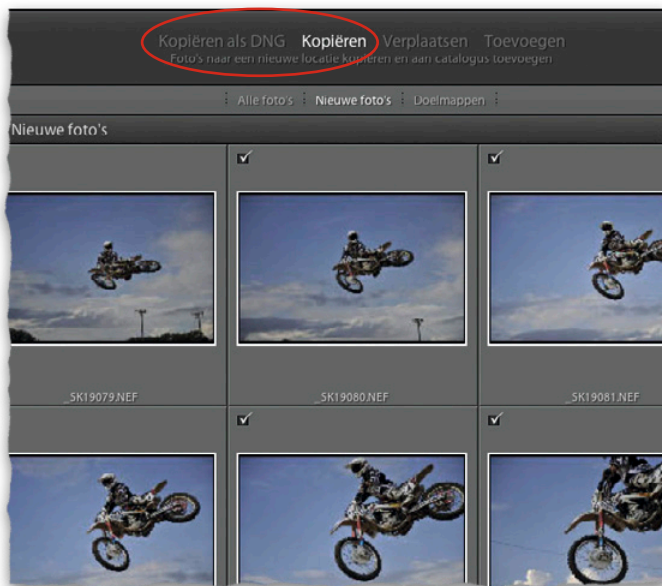 Kopiëren als DNG Kopiëren Verplaatsen Toevoegen
Foto's naar een nieuwe locatie kopiëren en aan catalogus toevoegen
Alle foto's Nieuwe foto's Doelmappen
Nieuwe foto's
_SK19079.NEF _SK19080.NEF _SK19081.NEF